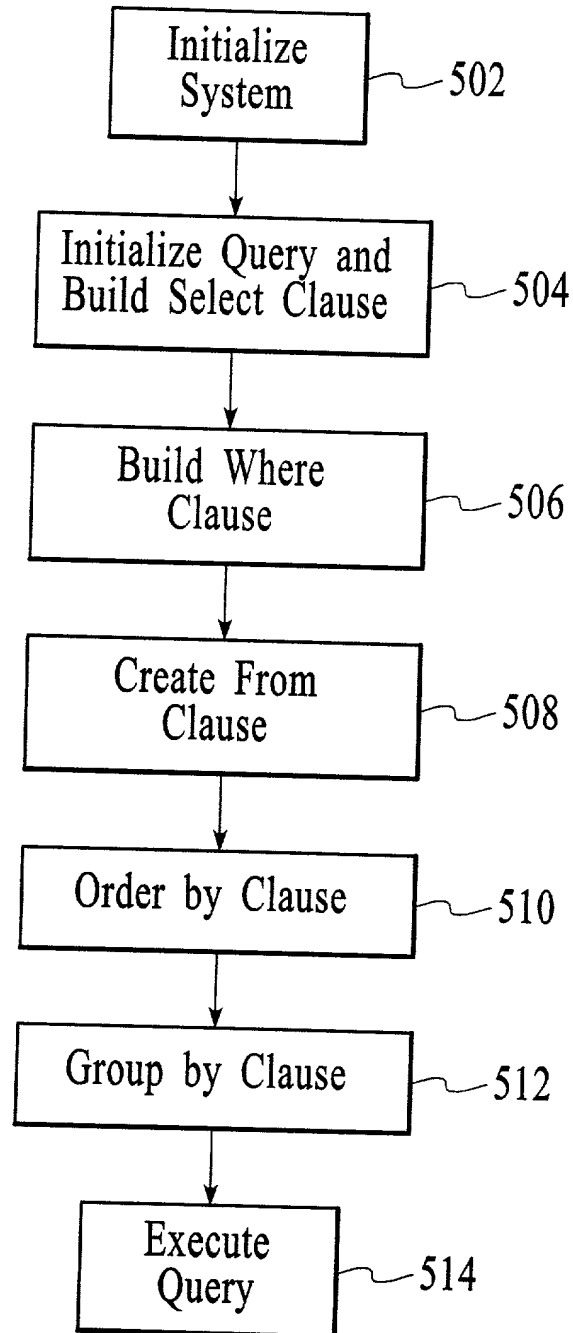 Initialize
System
502
Initialize Query and
Build Select Clause
504
Build Where
Clause
506
Create From
Clause
508
Order by Clause
510
Group by Clause
512
Execute
Query
514